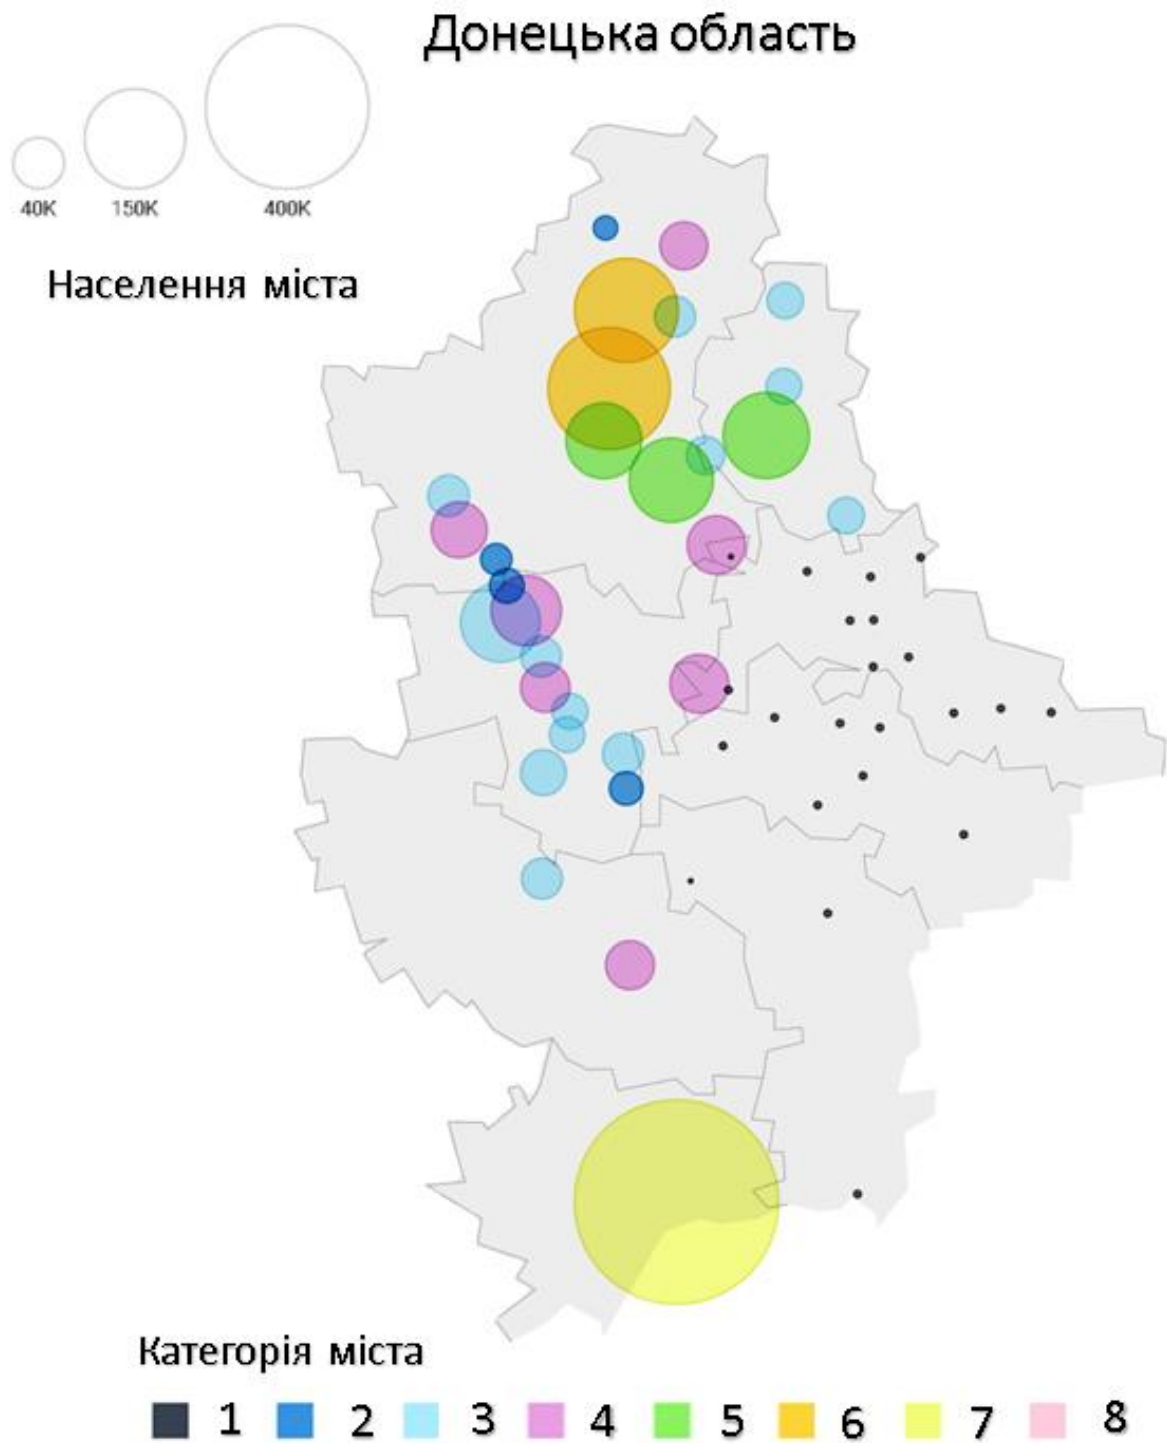 Донецька область
40K 150K 400K
Населення міста
Категорія міста
1 2 3 4 5 6 7 8